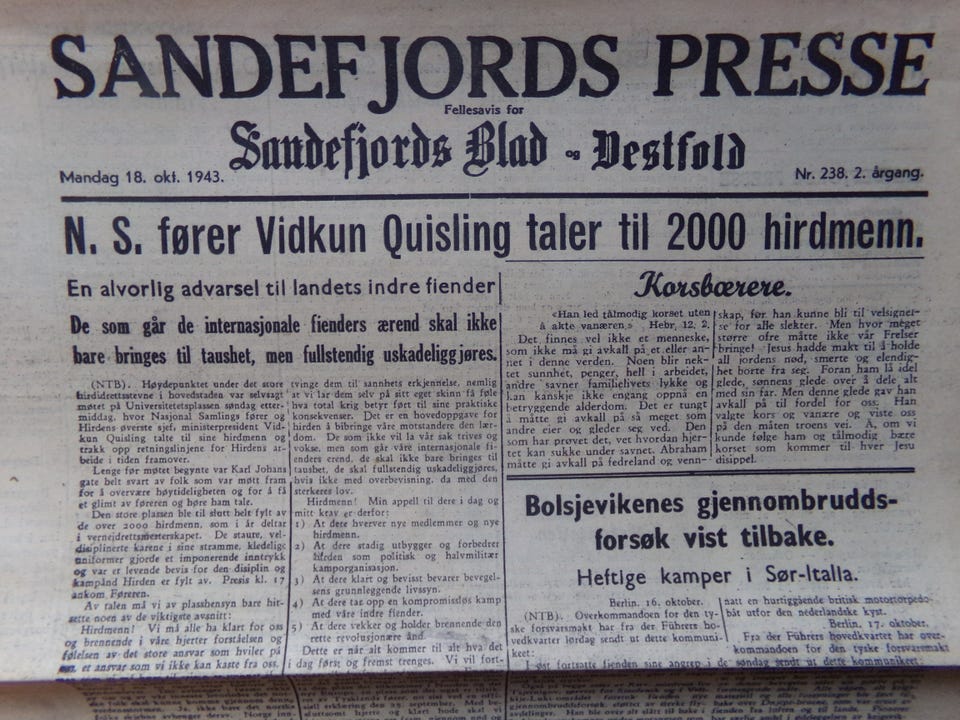 SANDEFJORDS PRESSE
Fellesavis for
Sandefjords Blad og Vestfold
Mandag 18. okt. 1943.
Nr. 238. 2. årgang.
N. S. fører Vidkun Quisling taler til 2000 hirdmenn.
En alvorlig advarsel til landets indre fiender
De som går de internasjonale fienders ærend skal ikke
bare bringes til taushet, men fullstendig uskadeliggjøres.
(NTB). Høydepunktet under det store
hirdidrettsstevne i hovedstaden var selvsagt
møtet på Universitetsplassen søndag etter-
middag, hvor Nasjonal Samlings fører og
Hirdens øverste sjef, ministerpresident Vid-
kun Quisling talte til sine hirdmenn og
trakk opp retningslinjene for Hirdens ar-
beide i tiden framover.
Lenge før møtet begynte var Karl Johans
gate belt svart av folk som var møtt fram
for å overvære høytideligheten og for å få
et glimt av føreren og høre ham tale.
Den store plassen ble til slutt helt fylt av
de over 2000 hirdmenn, som i år deltar
i verneidrettsmesterskapet. De staute, vel-
disiplinerte karene i sine stramme, kledelige
uniformer gjorde et imponerende inntrykk
og var et levende bevis for den disiplin og
kampånd Hirden er fylt av. Presis kl. 17
ankom Føreren.
Av talen må vi av plasshensyn bare hit-
sette noen av de viktigste avsnitt:
Hirdmenn! Vi må alle ha klart for oss
og brennende i våre hjerter forståelsen og
følelsen av det store ansvar som hviler på
oss, et ansvar som vi ikke kan kaste fra oss.
tvinge dem til sannhets erkjennelse, nemlig
at vi lar dem selv på sitt eget skinn få føle
hva total krig betyr ført til sine praktiske
konsekvenser. Det er en hovedoppgave for
hirden å bibringe våre motstandere den lær-
dom. De som ikke vil la vår sak trives og
vokse, men som går våre internasjonale fi-
enders erend, de skal ikke bare bringes til
taushet, de skal fullstendig uskadeliggjøres,
hvis ikke med overbevisning, da med den
sterkeres lov.
Hirdmenn! Min appell til dere i dag og
mitt krav er derfor:
1) At dere hverver nye medlemmer og nye
hirdmenn.
2) At dere stadig utbygger og forbedrer
hirden som politisk og halvmilitær
kamporganisasjon.
3) At dere klart og bevisst bevarer bevegel-
sens grunnleggende livssyn.
4) At dere tar opp en kompromissløs kamp
med våre indre fiender.
5) At dere vekker og holder brennende den
rette revolusjonære ånd.
Dette er når alt kommer til alt hva det
i dag først og fremst trenges. Vi vil fort-
Korsbærere.
«Han led tålmodig korset uten
å akte vanæren.» Hebr. 12, 2.
Det finnes vel ikke et menneske,
som ikke må gi avkall på et eller an-
net i denne verden. Noen blir nek-
tet sunnhet, penger, hell i arbeidet,
andre savner familielivets lykke og
kan kanskje ikke engang oppnå en
betryggende alderdom. Det er tungt
å måtte gi avkall på så meget som
andre eier og gleder seg ved. Den
som har prøvet det, vet hvordan hjer-
tet kan sukke under savnet. Abraham
måtte gi avkall på fedreland og venn-
skap, før han kunne bli til velsignel-
se for alle slekter. Men hvor meget
større ofre måtte ikke vår Frelser
bringe! Jesus hadde makt til å holde
all jordens nød, smerte og elendig-
het borte fra seg. Foran ham lå idel
glede, sønnens glede over å dele alt
med sin far. Men denne glede gav han
avkall på til fordel for oss. Han
valgte kors og vanære og viste oss
på den måten troens vei. Å, om vi
kunde følge ham og tålmodig bære
korset som kommer til hver Jesu
disippel.
Bolsjevikenes gjennombrudds-
forsøk vist tilbake.
Heftige kamper i Sør-Italia.
Berlin, 16. oktober.
(NTB). Overkommandoen for den ty-
ske forsvarsmakt har fra der Führers ho-
vedkvarter lørdag sendt ut dette kommuni-
keet:
I øst fortsatte fienden sine angrep i de
natt en hurtiggående britisk motortorpedo-
båt utfor den nederlandske kyst.
Berlin, 17. oktober.
Fra der Führers hovedkvarter har over-
kommandoen for den tyske forsvarsmakt
søndag sendt ut dette kommunikeet: